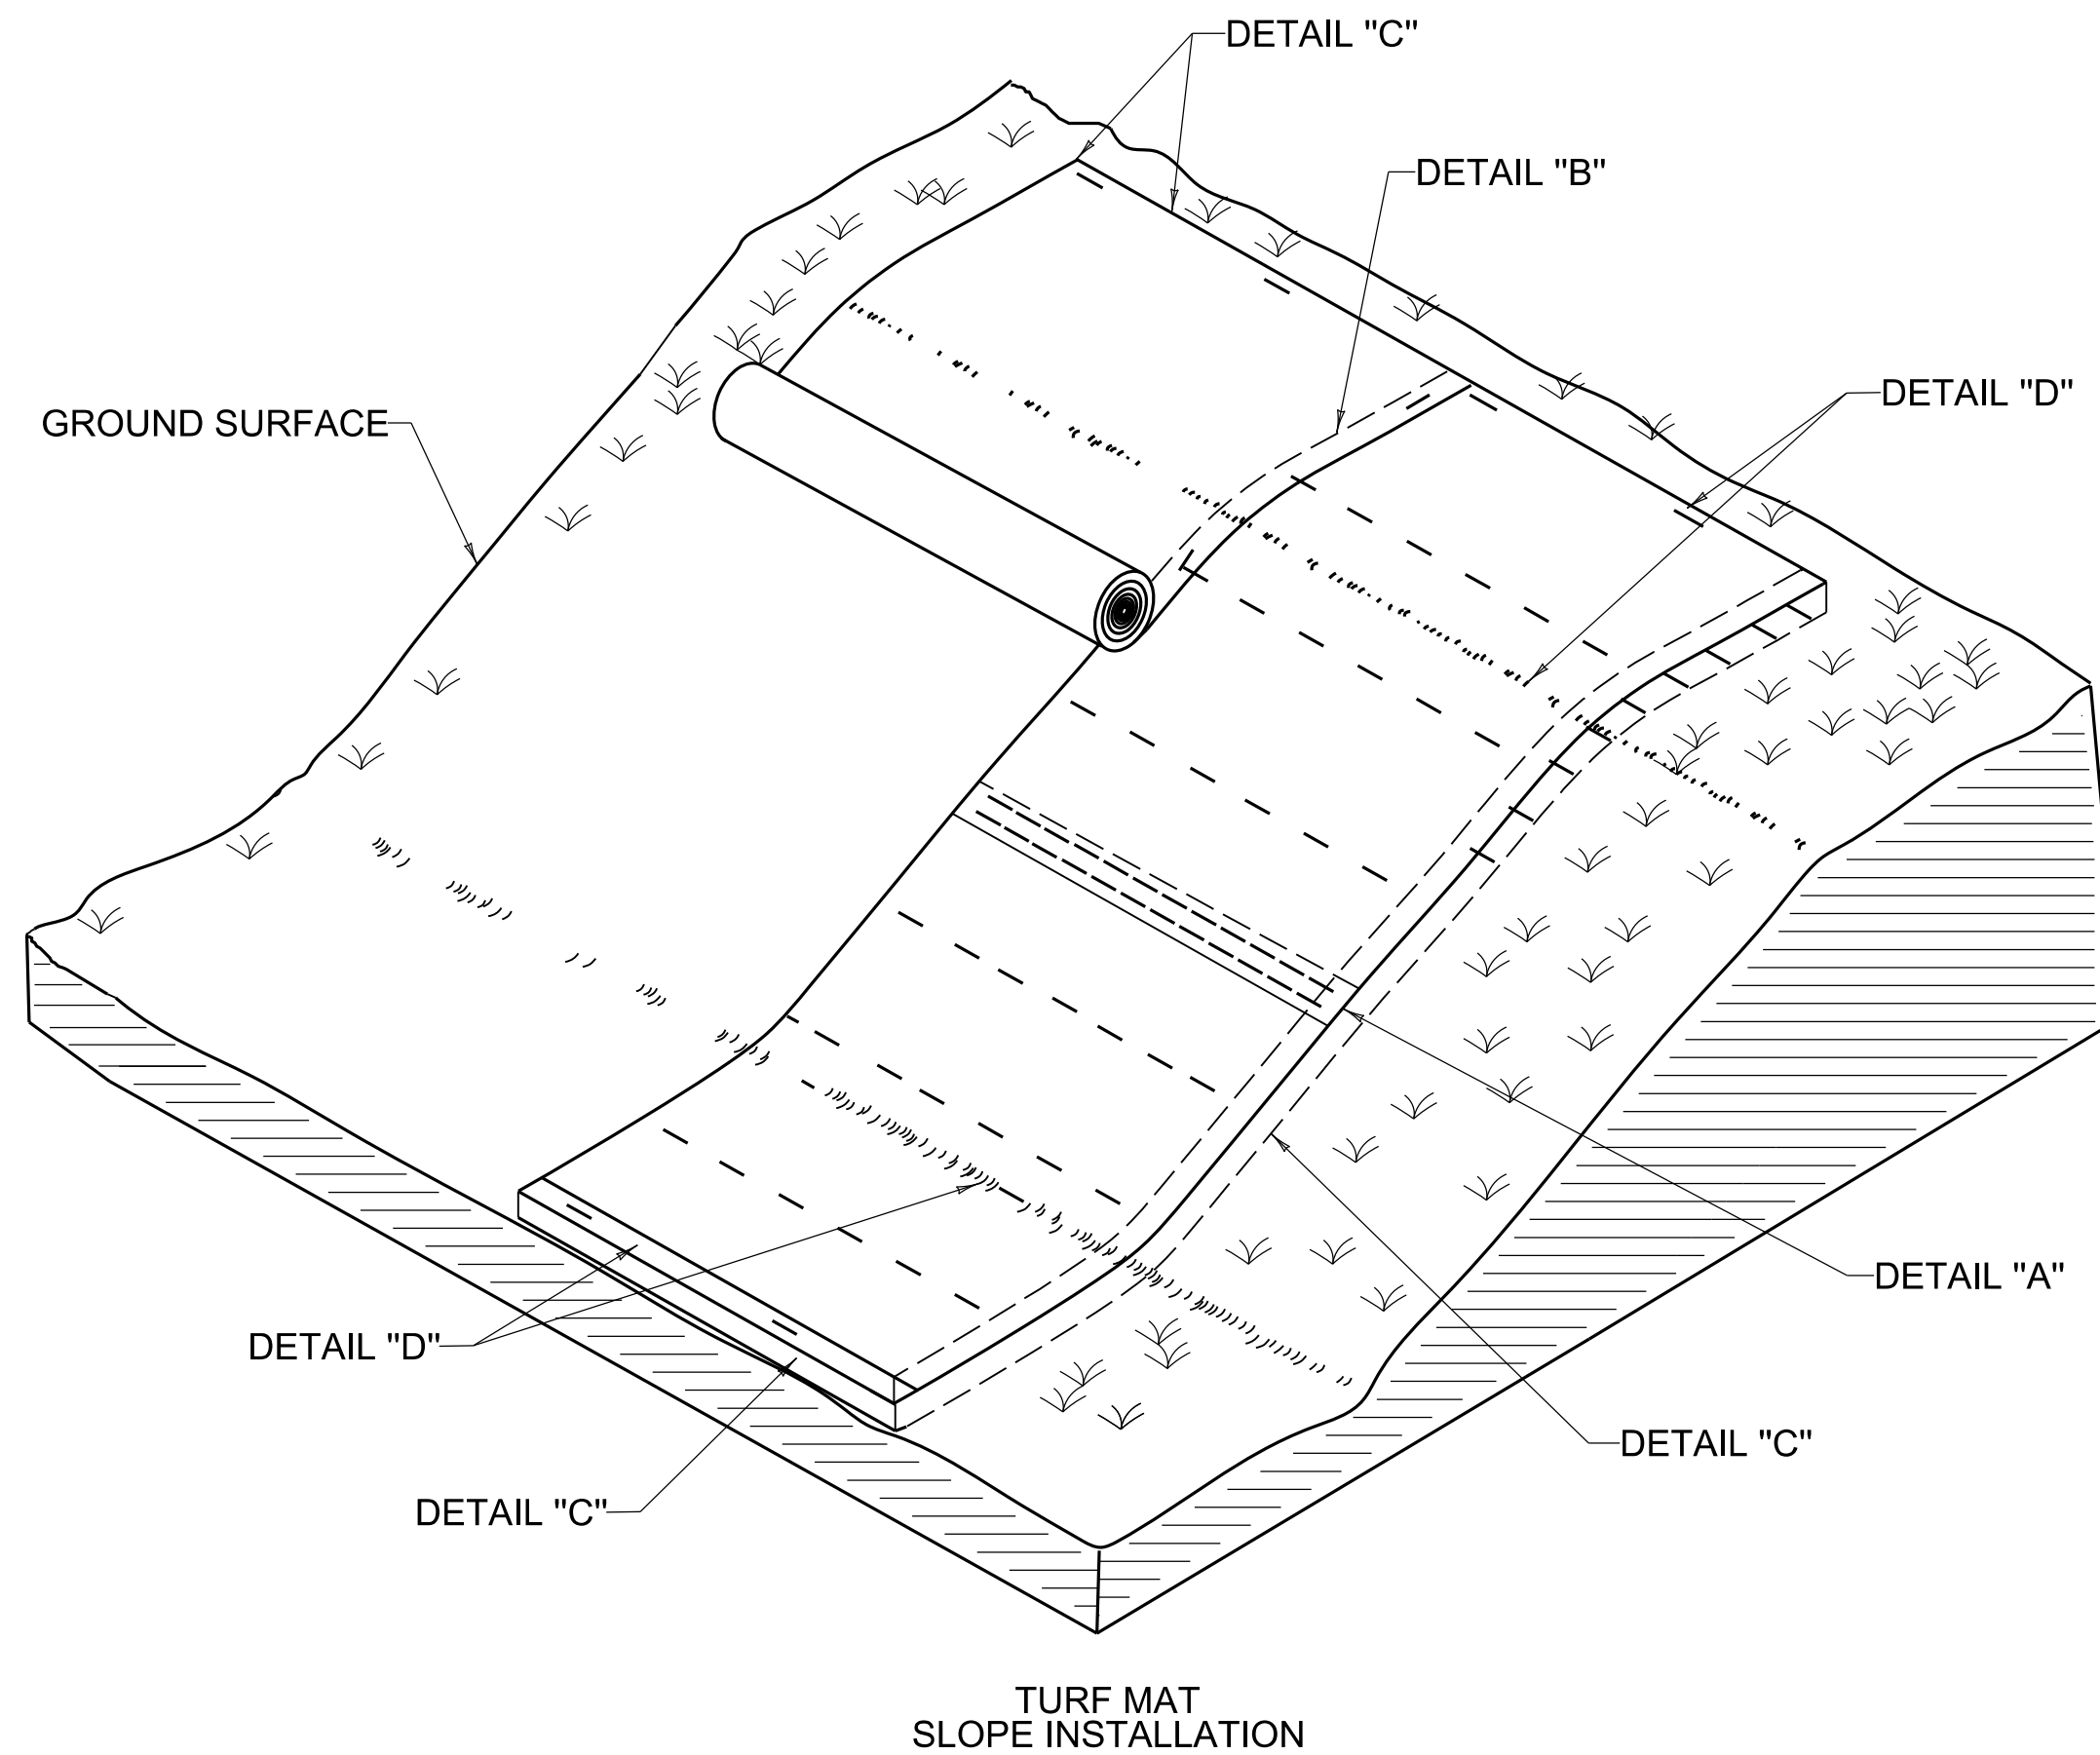 DETAIL "C"
DETAIL "B"
DETAIL "D"
GROUND SURFACE
DETAIL "A"
DETAIL "D"
DETAIL "C"
DETAIL "C"
TURF MAT
SLOPE INSTALLATION